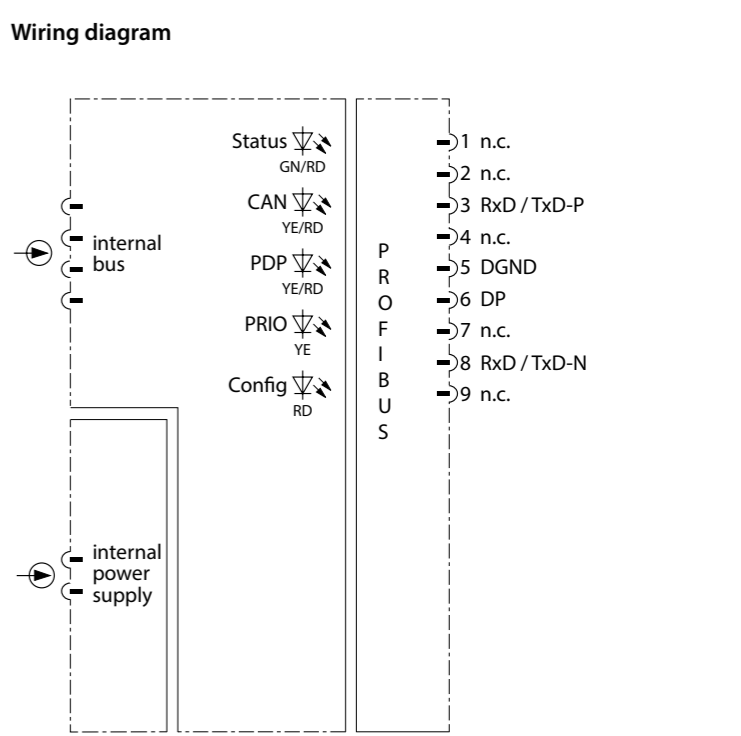 Wiring diagram
Status
GN/RD
CAN
YE/RD
PDP
YE/RD
PRIO
YE
Config
RD
internal
bus
internal
power
supply
P
R
O
F
I
B
U
S
1 n.c.
2 n.c.
3 RxD / TxD-P
4 n.c.
5 DGND
6 DP
7 n.c.
8 RxD / TxD-N
9 n.c.